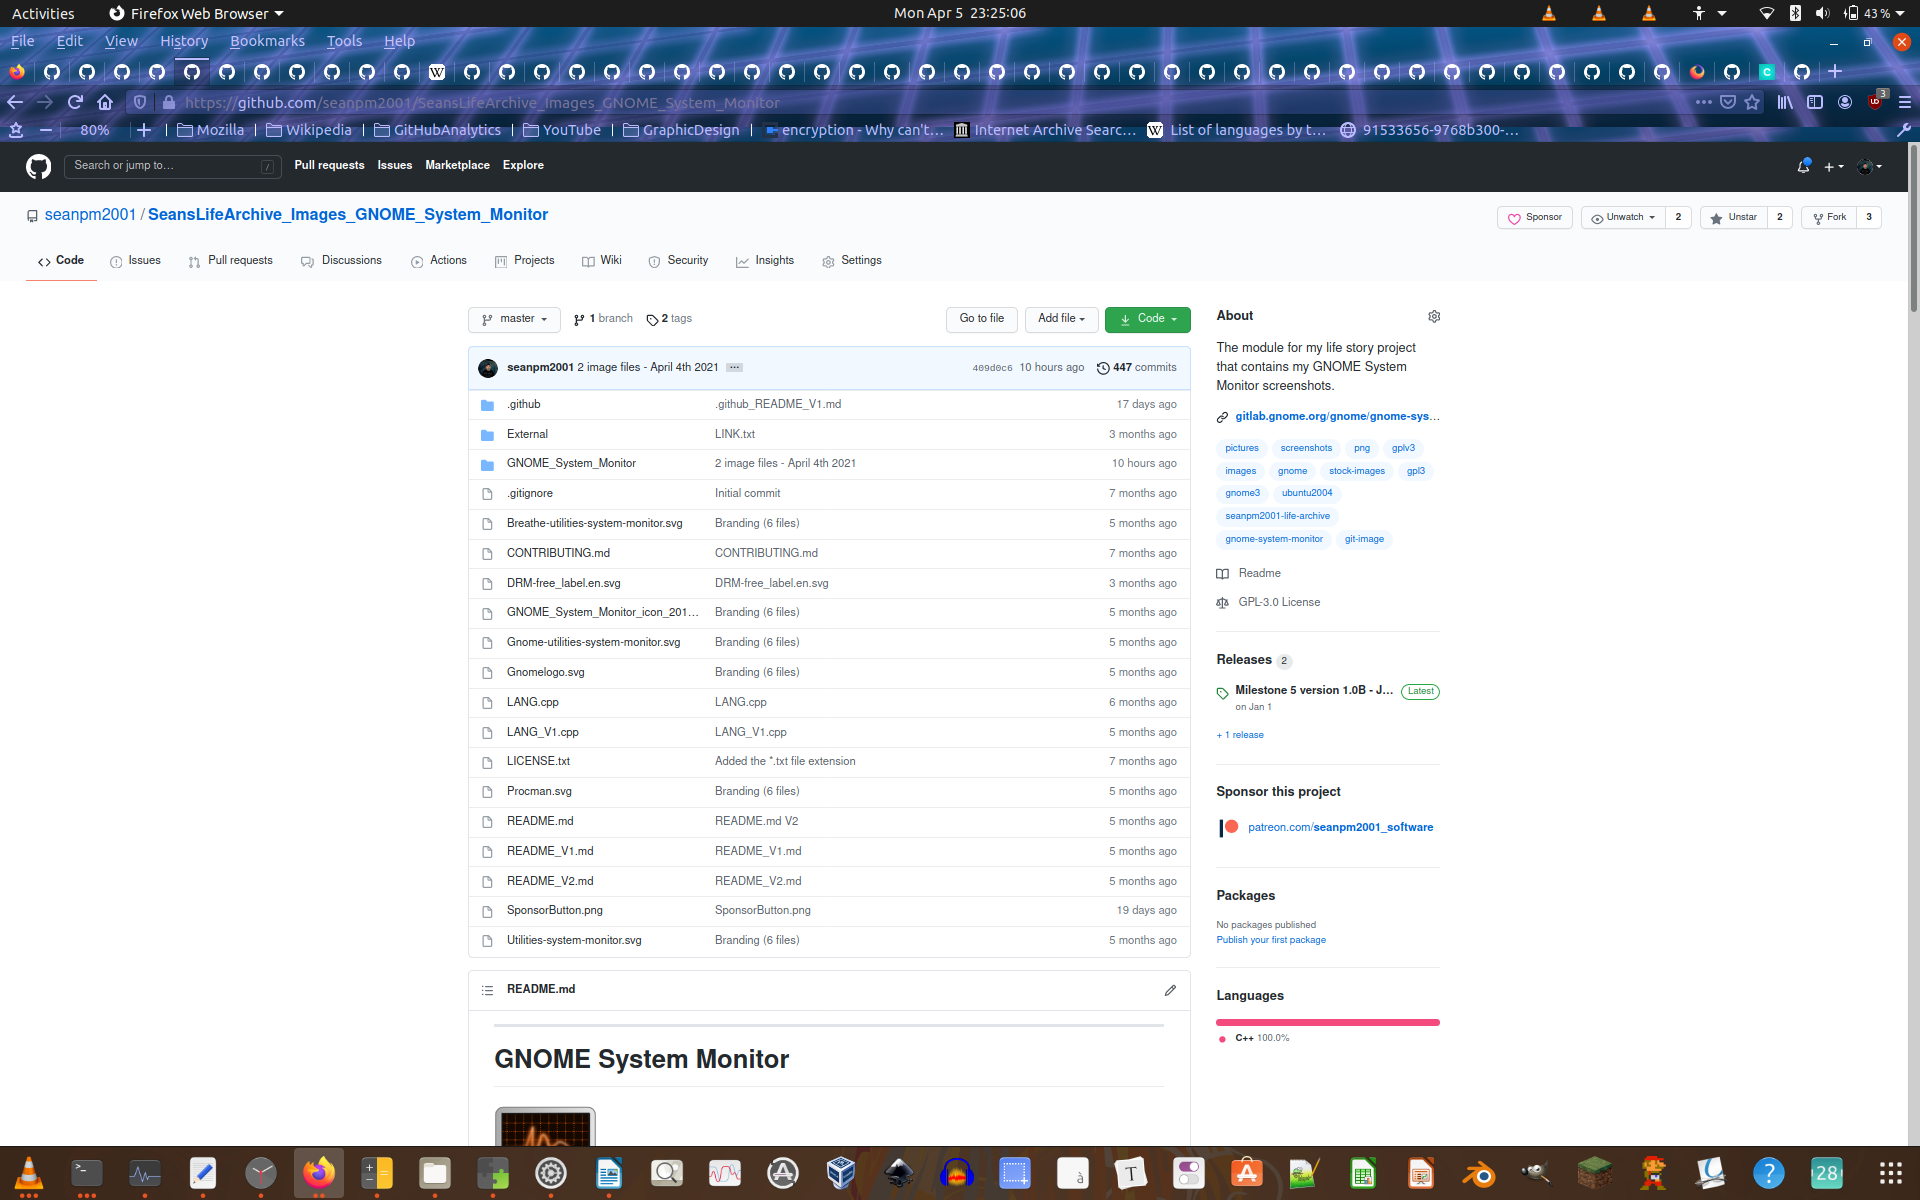 Activities Firefox Web Browser Mon Apr 5 23:25:06 43 %
File Edit View History Bookmarks Tools Help
https://github.com/seanpm2001/SeansLifeArchive_Images_GNOME_System_Monitor 3
80% Mozilla Wikipedia GitHubAnalytics YouTube GraphicDesign encryption - Why can't… Internet Archive Searc… List of languages by t… 91533656-9768b300-…
Search or jump to… / Pull requests Issues Marketplace Explore
seanpm2001 / SeansLifeArchive_Images_GNOME_System_Monitor Sponsor Unwatch 2 Unstar 2 Fork 3
Code Issues Pull requests Discussions Actions Projects Wiki Security Insights Settings
master 1 branch 2 tags Go to file Add file Code
seanpm2001 2 image files - April 4th 2021 ... 409d0c6 10 hours ago 447 commits
.github .github_README_V1.md 17 days ago
External LINK.txt 3 months ago
GNOME_System_Monitor 2 image files - April 4th 2021 10 hours ago
.gitignore Initial commit 7 months ago
Breathe-utilities-system-monitor.svg Branding (6 files) 5 months ago
CONTRIBUTING.md CONTRIBUTING.md 7 months ago
DRM-free_label.en.svg DRM-free_label.en.svg 3 months ago
GNOME_System_Monitor_icon_201… Branding (6 files) 5 months ago
Gnome-utilities-system-monitor.svg Branding (6 files) 5 months ago
Gnomelogo.svg Branding (6 files) 5 months ago
LANG.cpp LANG.cpp 6 months ago
LANG_V1.cpp LANG_V1.cpp 5 months ago
LICENSE.txt Added the *.txt file extension 7 months ago
Procman.svg Branding (6 files) 5 months ago
README.md README.md V2 5 months ago
README_V1.md README_V1.md 5 months ago
README_V2.md README_V2.md 5 months ago
SponsorButton.png SponsorButton.png 19 days ago
Utilities-system-monitor.svg Branding (6 files) 5 months ago
README.md
GNOME System Monitor
About
The module for my life story project
that contains my GNOME System
Monitor screenshots.
gitlab.gnome.org/gnome/gnome-sys…
pictures screenshots png gplv3
images gnome stock-images gpl3
gnome3 ubuntu2004
seanpm2001-life-archive
gnome-system-monitor git-image
Readme
GPL-3.0 License
Releases 2
Milestone 5 version 1.0B - J… Latest
on Jan 1
+ 1 release
Sponsor this project
patreon.com/seanpm2001_software
Packages
No packages published
Publish your first package
Languages
C++ 100.0%
28